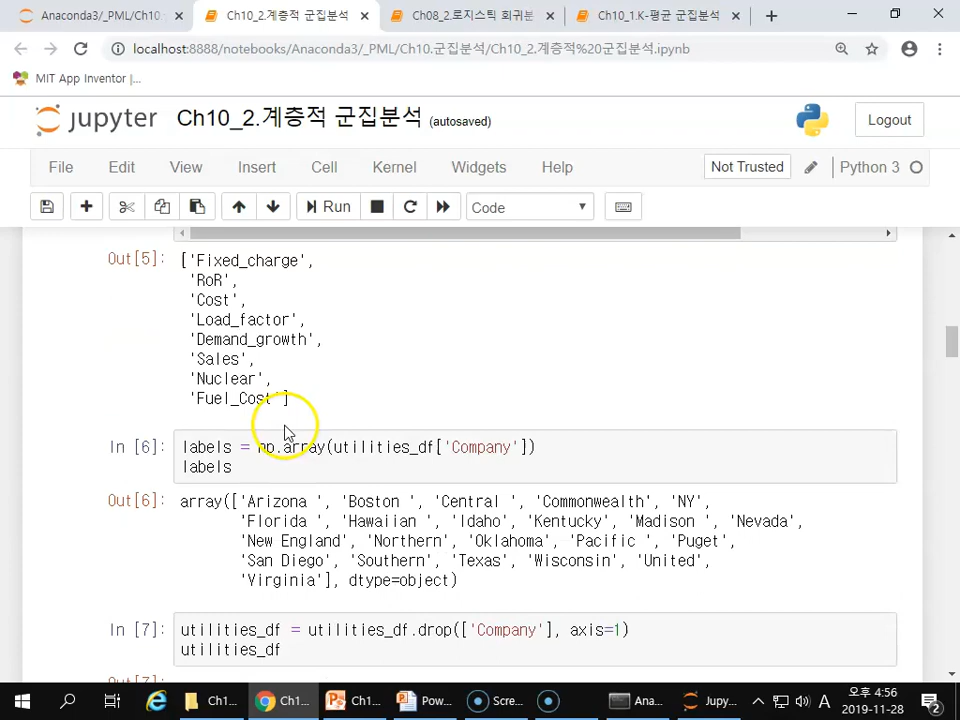 Anaconda3/_PML/Ch10.
Ch10_2.계층적 군집분석
Ch08_2.로지스틱 회귀분
Ch10_1.K-평균 군집분석
localhost:8888/notebooks/Anaconda3/_PML/Ch10.군집분석/Ch10_2.계층적%20군집분석.ipynb
MIT App Inventor |...
jupyter Ch10_2.계층적 군집분석 (autosaved)
Logout
File Edit View Insert Cell Kernel Widgets Help
Not Trusted
Python 3
Run
Code
Out[5]: ['Fixed_charge',
'RoR',
'Cost',
'Load_factor',
'Demand_growth',
'Sales',
'Nuclear',
'Fuel_Cost']
In [6]: labels = np.array(utilities_df['Company'])
labels
Out[6]: array(['Arizona ', 'Boston ', 'Central ', 'Commonwealth', 'NY',
'Florida ', 'Hawaiian ', 'Idaho', 'Kentucky', 'Madison ', 'Nevada',
'New England', 'Northern', 'Oklahoma', 'Pacific ', 'Puget',
'San Diego', 'Southern', 'Texas', 'Wisconsin', 'United',
'Virginia'], dtype=object)
In [7]: utilities_df = utilities_df.drop(['Company'], axis=1)
utilities_df
Ch1...
Ch1...
Ch1...
Pow...
Scre...
Ana...
Jupy...
A
오후 4:56
2019-11-28
2